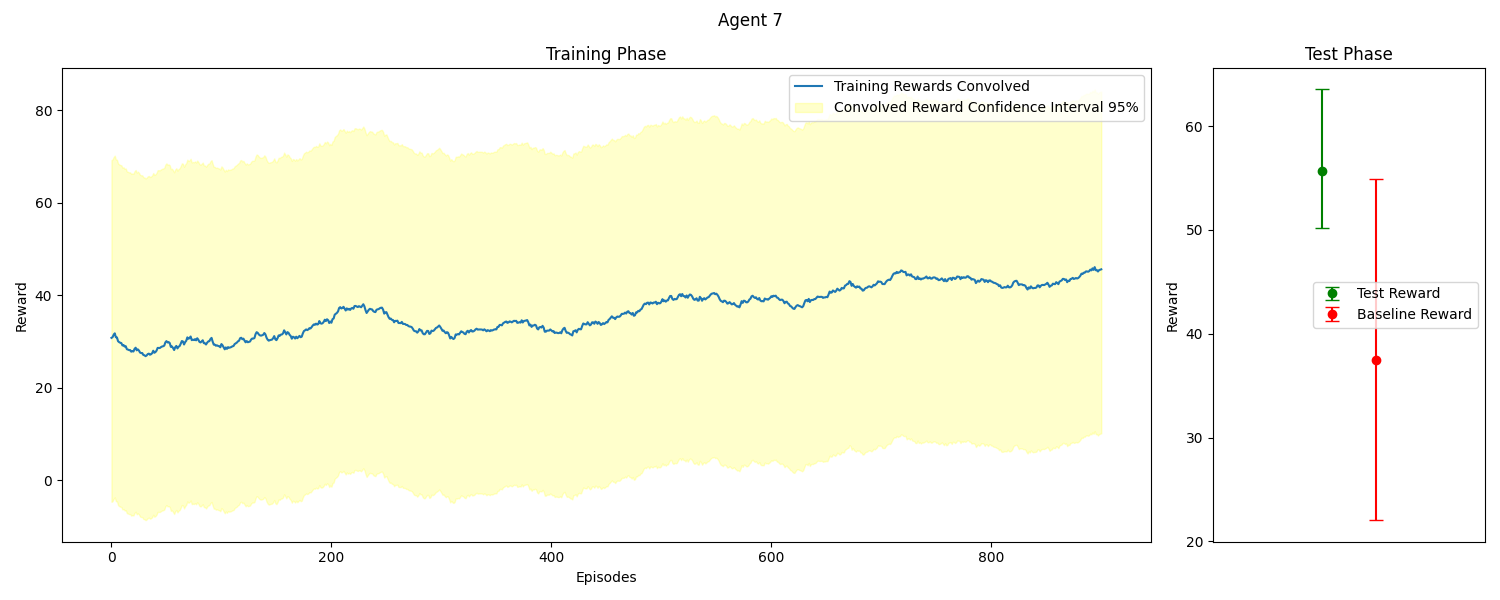 Agent 7
Training Phase
Training Rewards Convolved
Convolved Reward Confidence Interval 95%
80
60
40
20
0
Reward
0 200 400 600 800
Episodes
Test Phase
60
50
40
30
20
Reward
Test Reward
Baseline Reward